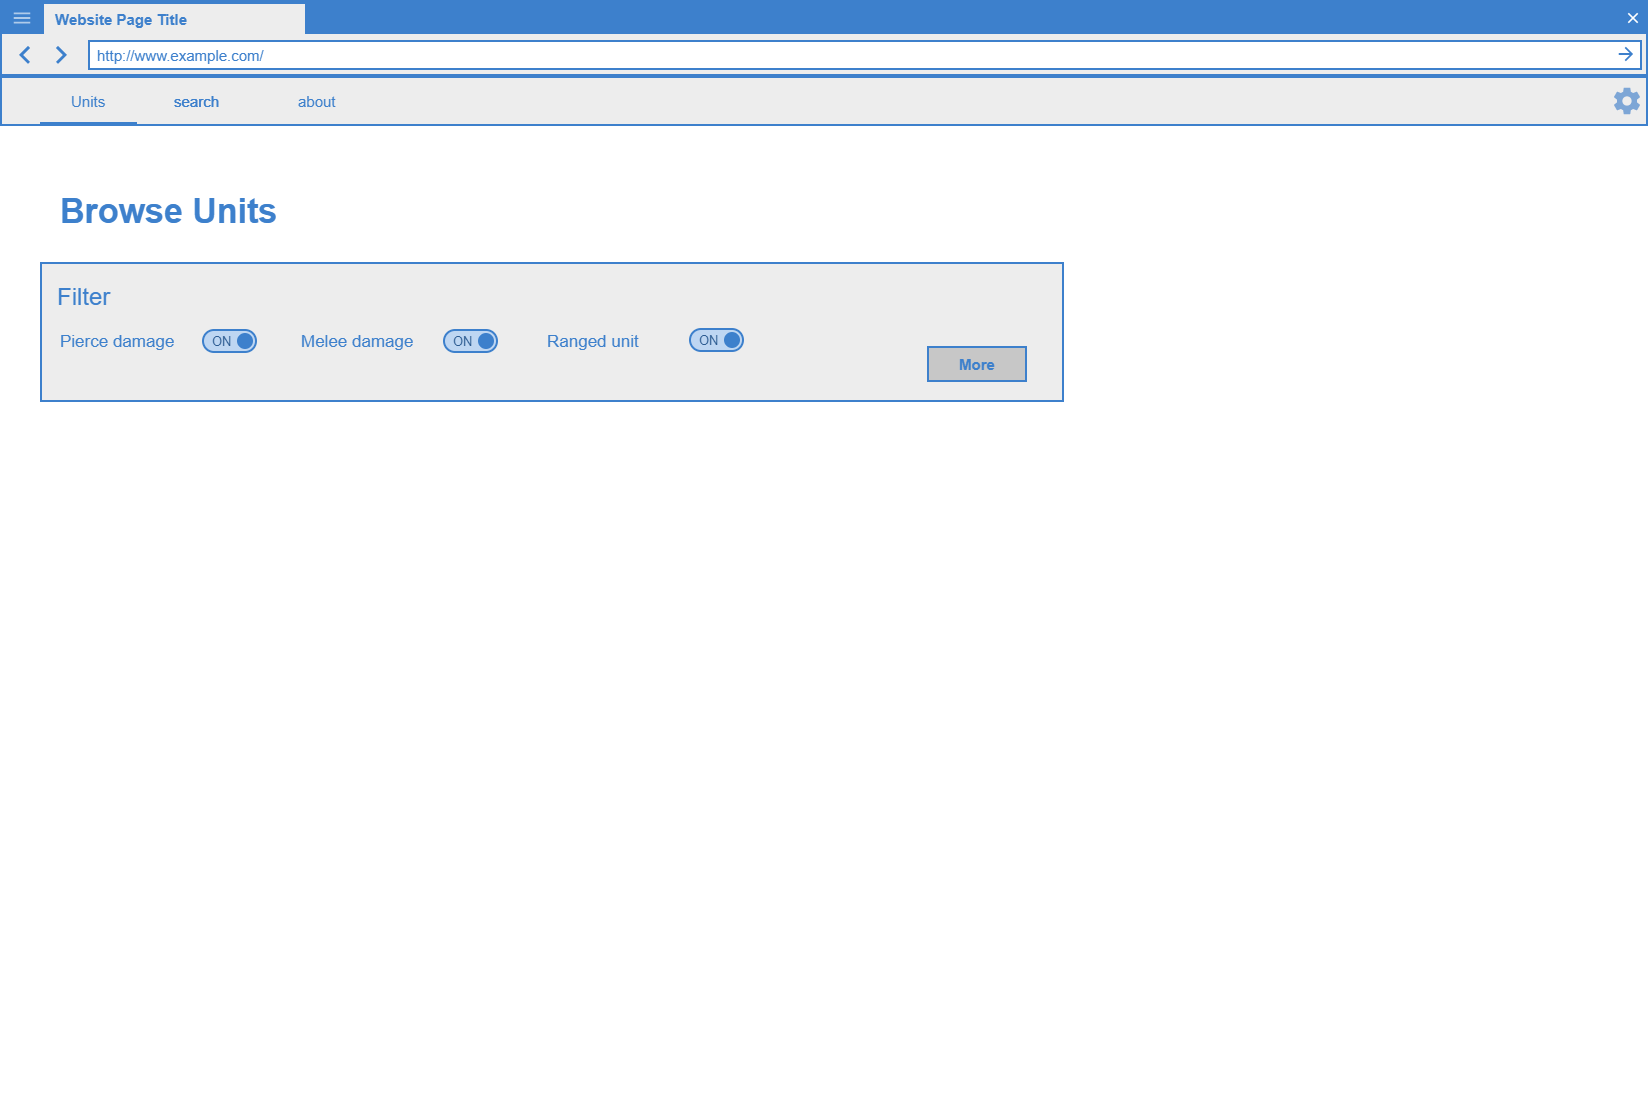 Website Page Title
http://www.example.com/
Units search about
Browse Units
Filter
Pierce damage ON Melee damage ON Ranged unit ON
More